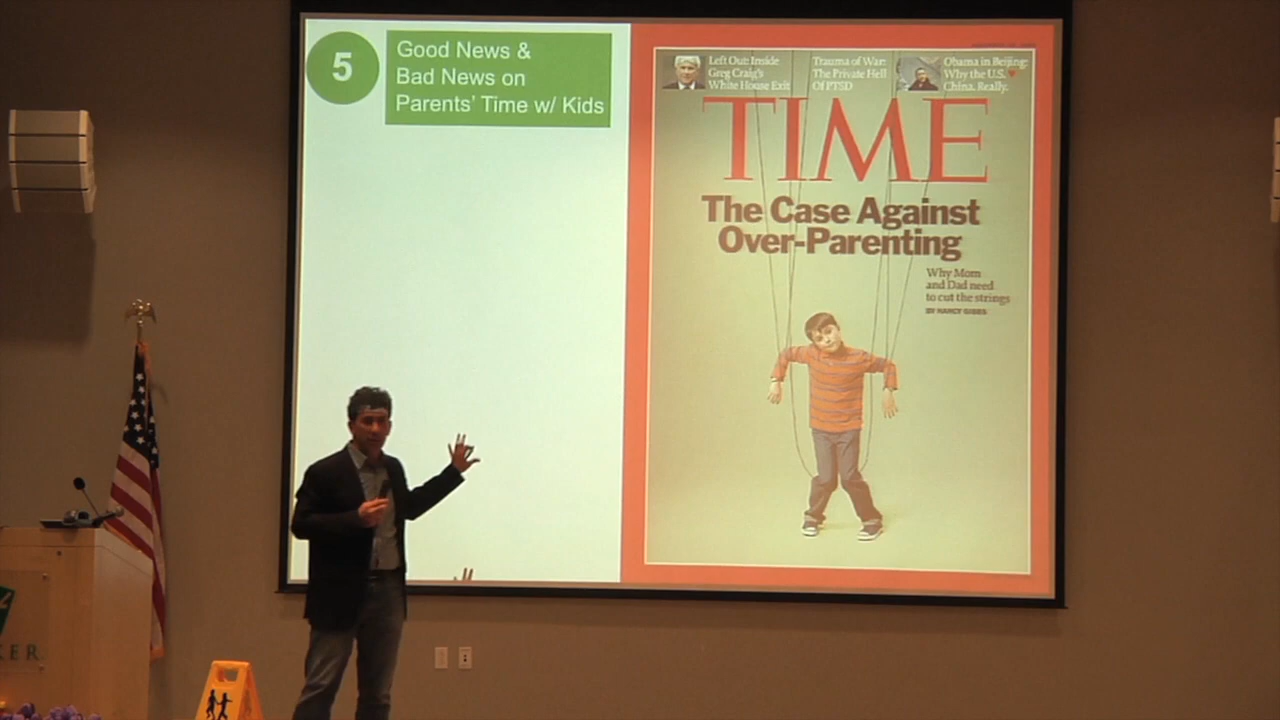 5
Good News &
Bad News on
Parents' Time w/ Kids
Left Out: Inside
Greg Craig's
White House Exit
Trauma of War:
The Private Hell
Of PTSD
Obama in Beijing:
Why the U.S. ♥
China. Really.
TIME
The Case Against
Over-Parenting
Why Mom
and Dad need
to cut the strings
BY NANCY GIBBS
KER